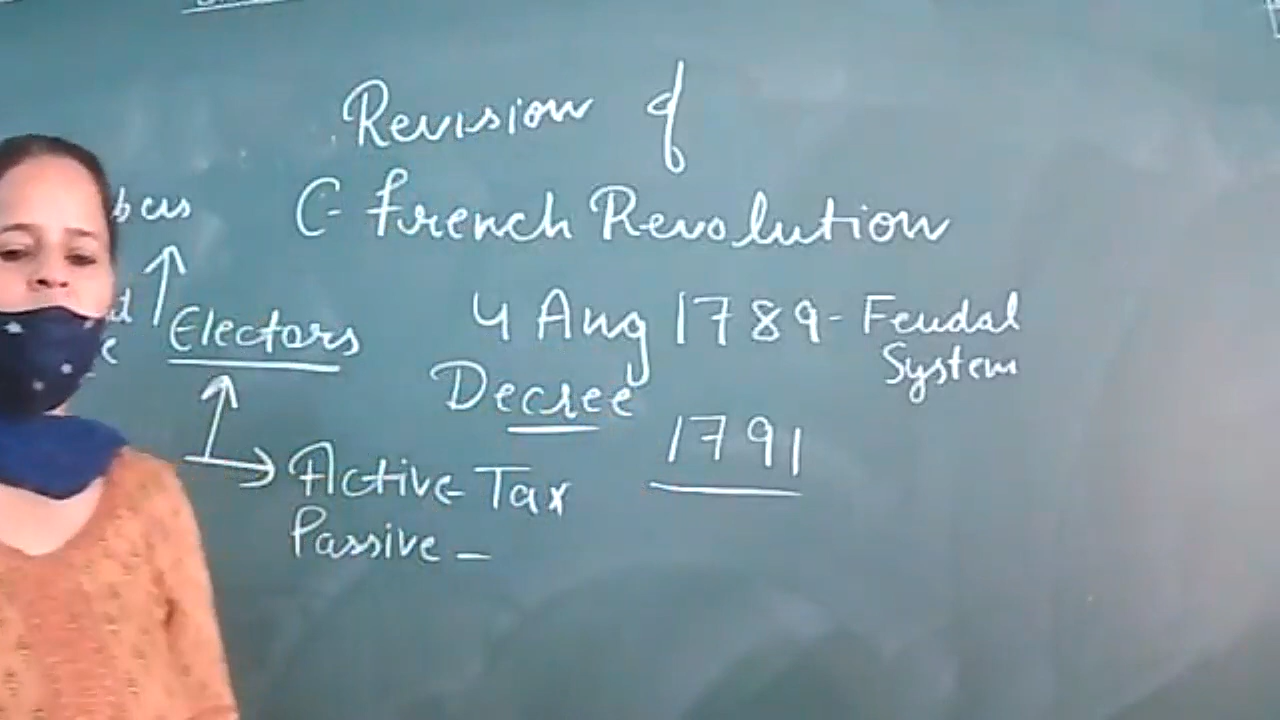 Revision of
C- French Revolution
4 Aug 1789 - Feudal
System
Decree
1791
Electors
Active - Tax
Passive -